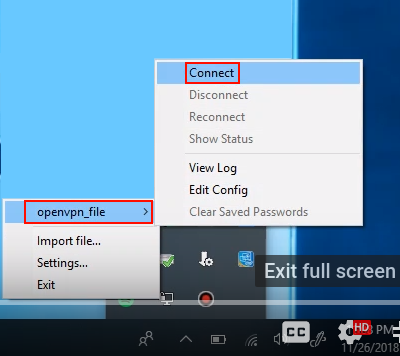 Connect
Disconnect
Reconnect
Show Status
View Log
Edit Config
Clear Saved Passwords
openvpn_file
Import file...
Settings...
Exit
Exit full screen
CC
HD
PM
11/26/2018